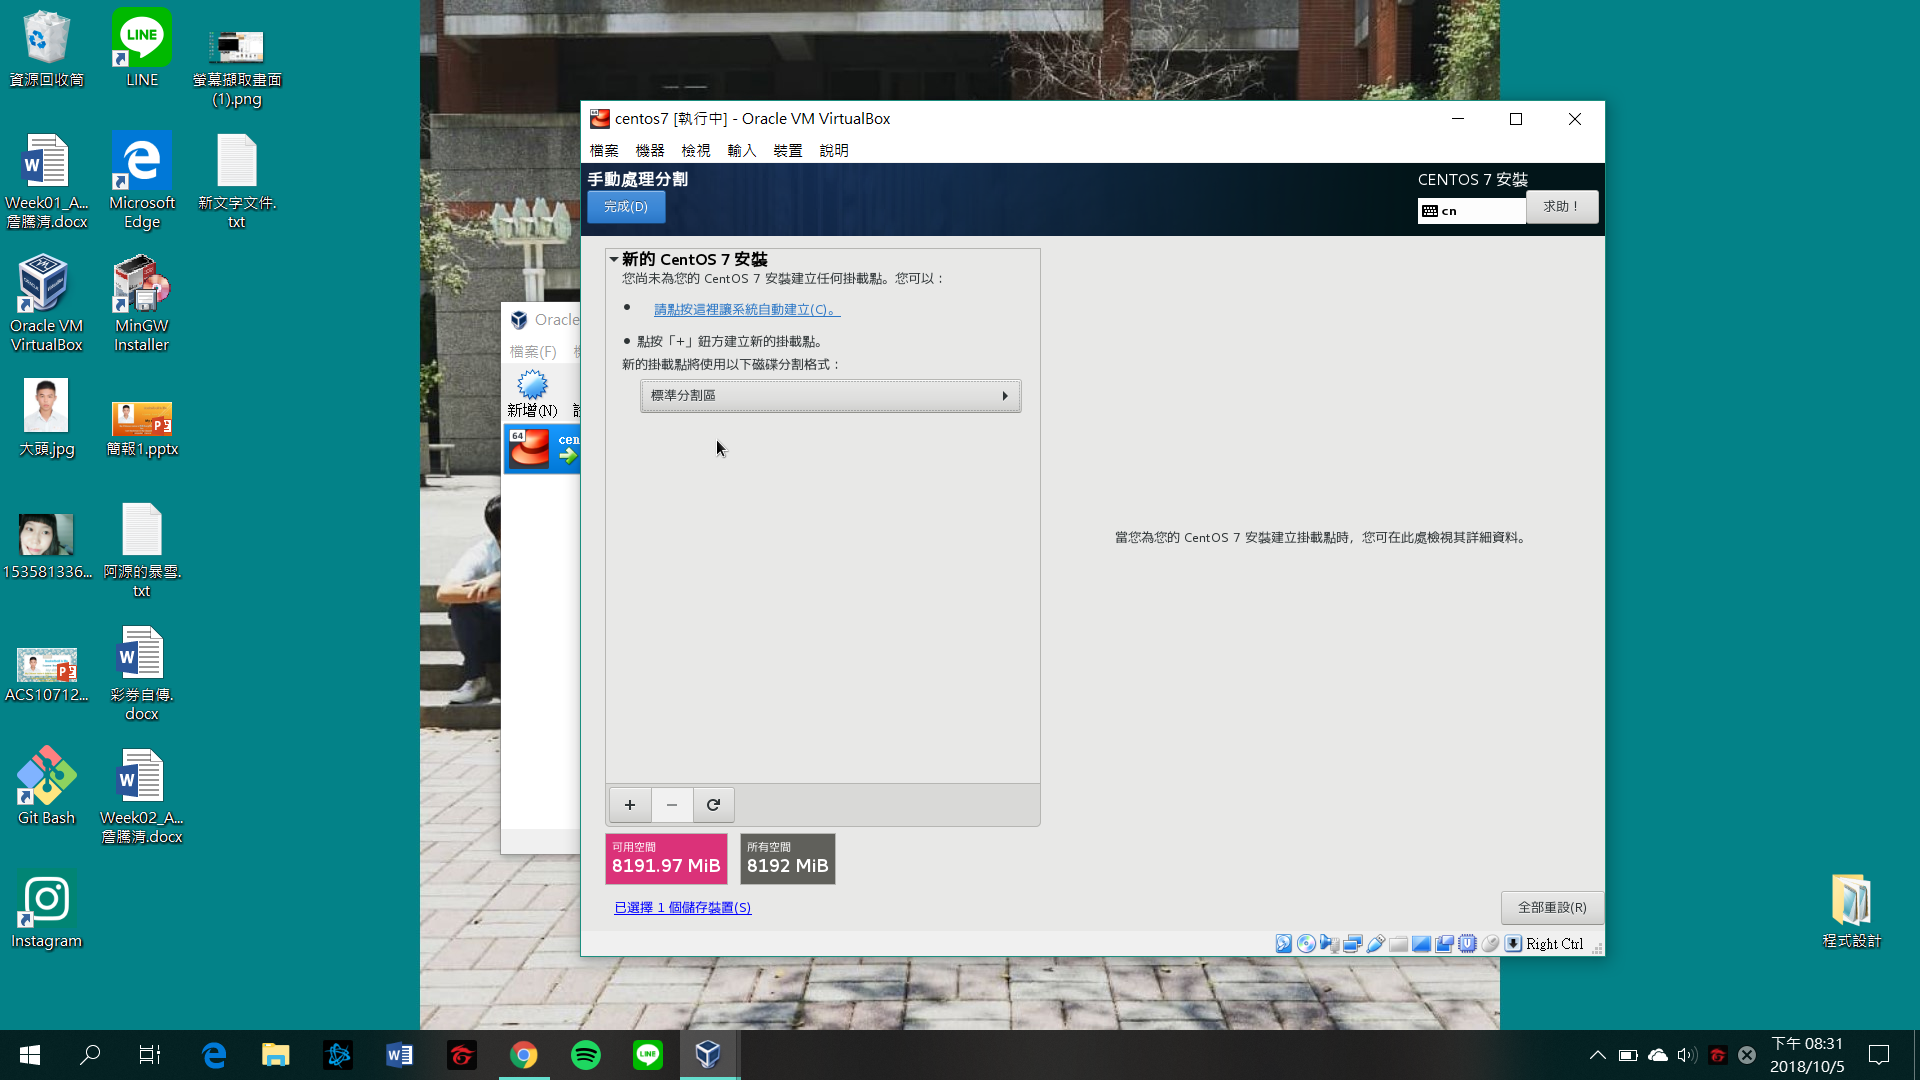 資源回收筒
LINE
螢幕擷取畫面
(1).png
Week01_A...
詹騰淯.docx
Microsoft
Edge
新文字文件.
txt
Oracle VM
VirtualBox
MinGW
Installer
大頭.jpg
簡報1.pptx
153581336...
阿源的暴雪.
txt
ACS10712...
彩券自傳.
docx
Git Bash
Week02_A...
詹騰淯.docx
Instagram
程式設計
Oracle
檔案(F)
新增(N)
64
cen
centos7 [執行中] - Oracle VM VirtualBox
檔案 機器 檢視 輸入 裝置 說明
手動處理分割
CENTOS 7 安裝
完成(D)
cn
求助！
新的 CentOS 7 安裝
您尚未為您的 CentOS 7 安裝建立任何掛載點。您可以：
● 請點按這裡讓系統自動建立(C)。
● 點按「+」鈕方建立新的掛載點。
新的掛載點將使用以下磁碟分割格式：
標準分割區
當您為您的 CentOS 7 安裝建立掛載點時，您可在此處檢視其詳細資料。
+ −
可用空間
8191.97 MiB
所有空間
8192 MiB
已選擇 1 個儲存裝置(S)
全部重設(R)
Right Ctrl
下午 08:31
2018/10/5